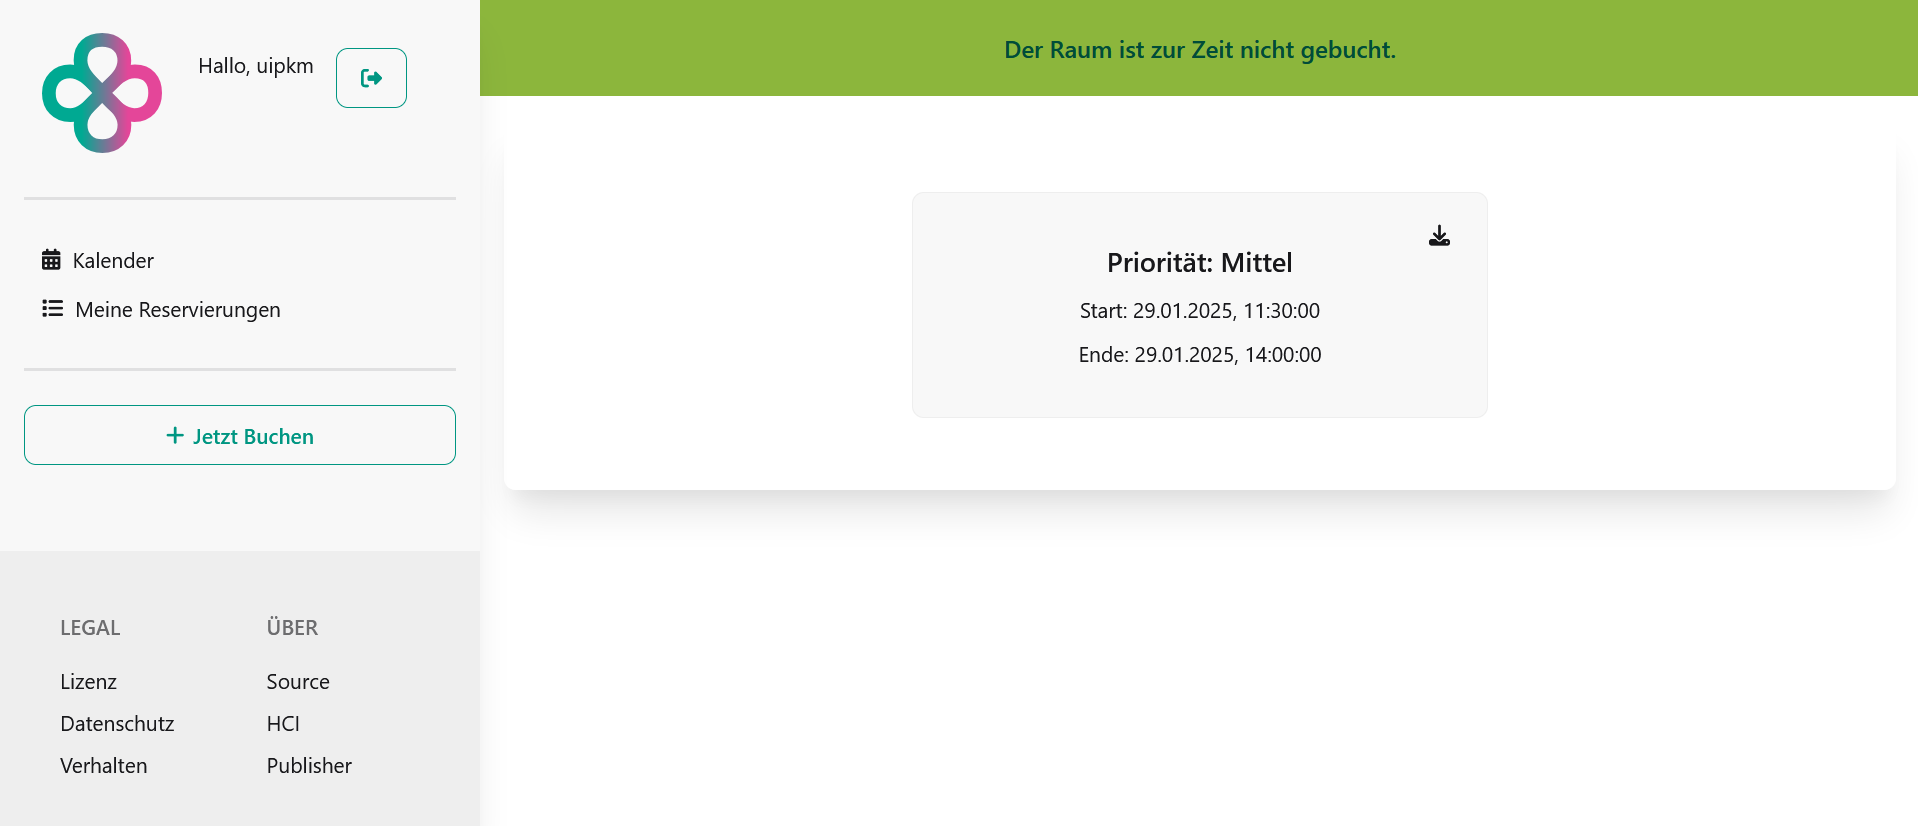 Hallo, uipkm
Kalender
Meine Reservierungen
Jetzt Buchen
LEGAL
Lizenz
Datenschutz
Verhalten
ÜBER
Source
HCI
Publisher
Der Raum ist zur Zeit nicht gebucht.
Priorität: Mittel
Start: 29.01.2025, 11:30:00
Ende: 29.01.2025, 14:00:00